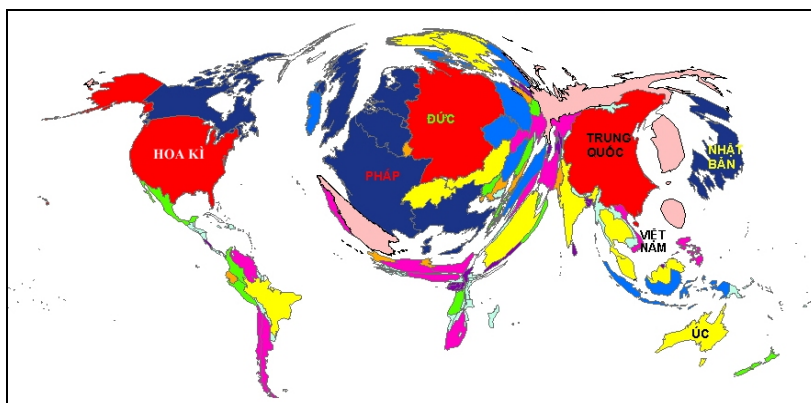 HOA KÌ
ĐỨC
PHÁP
TRUNG
QUỐC
NHẬT
BẢN
VIỆT
NAM
ÚC